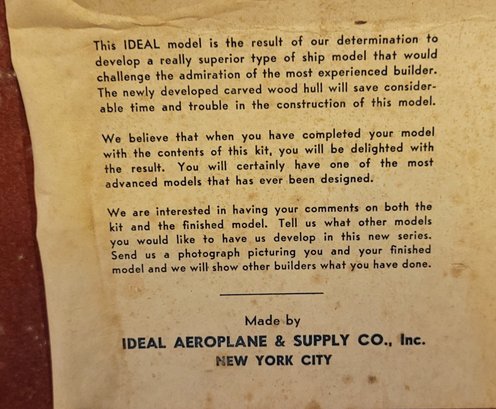 This IDEAL model is the result of our determination to
develop a really superior type of ship model that would
challenge the admiration of the most experienced builder.
The newly developed carved wood hull will save consider-
able time and trouble in the construction of this model.
We believe that when you have completed your model
with the contents of this kit, you will be delighted with
the result. You will certainly have one of the most
advanced models that has ever been designed.
We are interested in having your comments on both the
kit and the finished model. Tell us what other models
you would like to have us develop in this new series.
Send us a photograph picturing you and your finished
model and we will show other builders what you have done.
Made by
IDEAL AEROPLANE & SUPPLY CO., Inc.
NEW YORK CITY